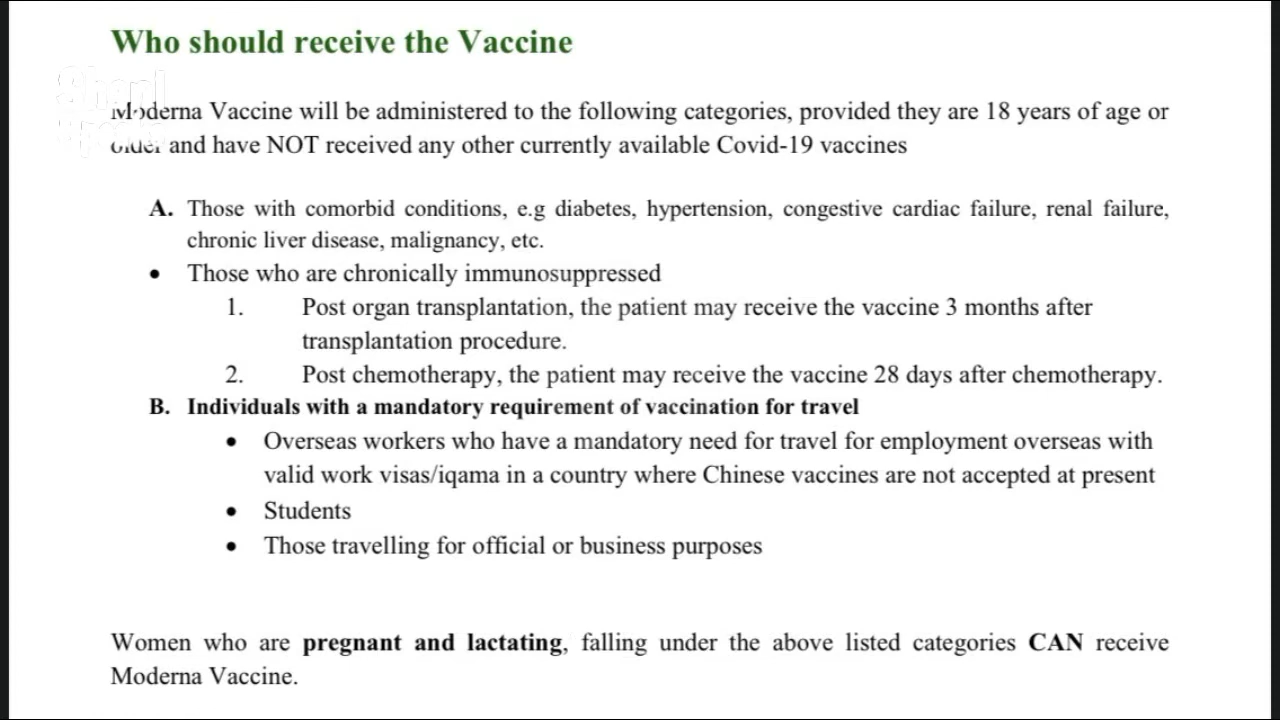 Who should receive the Vaccine
Shani
Moderna Vaccine will be administered to the following categories, provided they are 18 years of age or
older and have NOT received any other currently available Covid-19 vaccines
A. Those with comorbid conditions, e.g diabetes, hypertension, congestive cardiac failure, renal failure,
chronic liver disease, malignancy, etc.
• Those who are chronically immunosuppressed
1. Post organ transplantation, the patient may receive the vaccine 3 months after
transplantation procedure.
2. Post chemotherapy, the patient may receive the vaccine 28 days after chemotherapy.
B. Individuals with a mandatory requirement of vaccination for travel
• Overseas workers who have a mandatory need for travel for employment overseas with
valid work visas/iqama in a country where Chinese vaccines are not accepted at present
• Students
• Those travelling for official or business purposes
Women who are pregnant and lactating, falling under the above listed categories CAN receive
Moderna Vaccine.